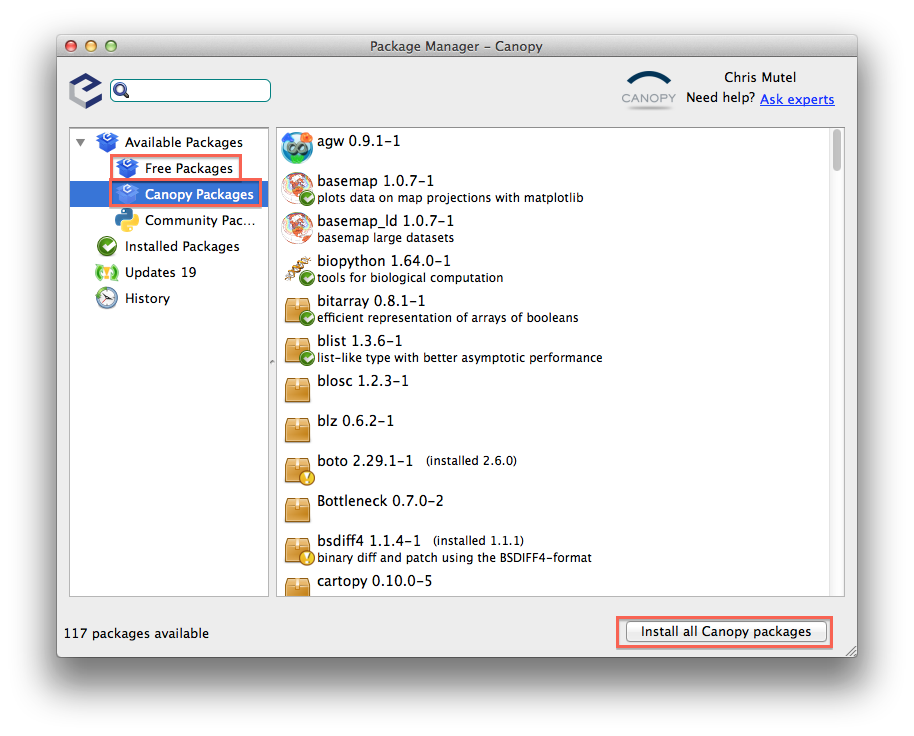 Package Manager – Canopy
Chris Mutel
CANOPY
Need help? Ask experts
Available Packages
Free Packages
Canopy Packages
Community Pac...
Installed Packages
Updates 19
History
agw 0.9.1-1
basemap 1.0.7-1
plots data on map projections with matplotlib
basemap_ld 1.0.7-1
basemap large datasets
biopython 1.64.0-1
tools for biological computation
bitarray 0.8.1-1
efficient representation of arrays of booleans
blist 1.3.6-1
list-like type with better asymptotic performance
blosc 1.2.3-1
blz 0.6.2-1
boto 2.29.1-1 (installed 2.6.0)
Bottleneck 0.7.0-2
bsdiff4 1.1.4-1 (installed 1.1.1)
binary diff and patch using the BSDIFF4-format
cartopy 0.10.0-5
117 packages available
Install all Canopy packages